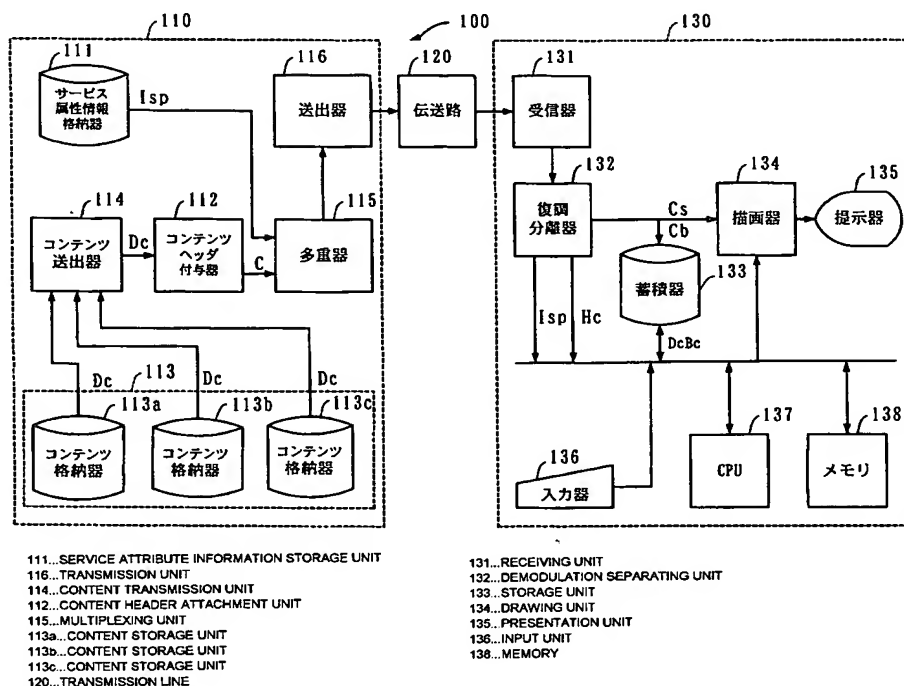 110
100
130
111
サービス
属性情報
格納器
Isp
116
送出器
120
伝送路
131
受信器
132
復調
分離器
134
描画器
135
提示器
Cs
Cb
133
蓄積器
Isp
Hc
DcBc
114
コンテンツ
送出器
Dc
112
コンテンツ
ヘッダ
付与器
C
115
多重器
113
Dc
Dc
Dc
113a
コンテンツ
格納器
113b
コンテンツ
格納器
113c
コンテンツ
格納器
136
入力器
137
CPU
138
メモリ
111...SERVICE ATTRIBUTE INFORMATION STORAGE UNIT
116...TRANSMISSION UNIT
114...CONTENT TRANSMISSION UNIT
112...CONTENT HEADER ATTACHMENT UNIT
115...MULTIPLEXING UNIT
113a...CONTENT STORAGE UNIT
113b...CONTENT STORAGE UNIT
113c...CONTENT STORAGE UNIT
120...TRANSMISSION LINE
131...RECEIVING UNIT
132...DEMODULATION SEPARATING UNIT
133...STORAGE UNIT
134...DRAWING UNIT
135...PRESENTATION UNIT
136...INPUT UNIT
138...MEMORY